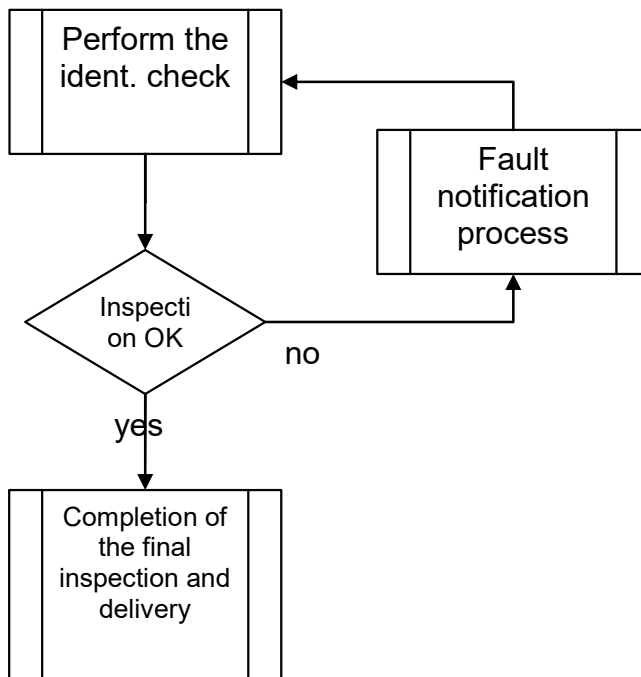 Perform the
ident. check
Fault
notification
process
Inspecti
on OK
no
yes
Completion of
the final
inspection and
delivery